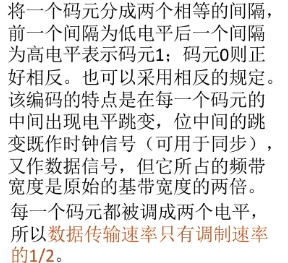 将一个码元分成两个相等的间隔，
前一个间隔为低电平后一个间隔
为高电平表示码元1；码元0则正
好相反。也可以采用相反的规定。
该编码的特点是在每一个码元的
中间出现电平跳变，位中间的跳
变既作时钟信号（可用于同步），
又作数据信号，但它所占的频带
宽度是原始的基带宽度的两倍。
每一个码元都被调成两个电平，
所以数据传输速率只有调制速率
的1/2。